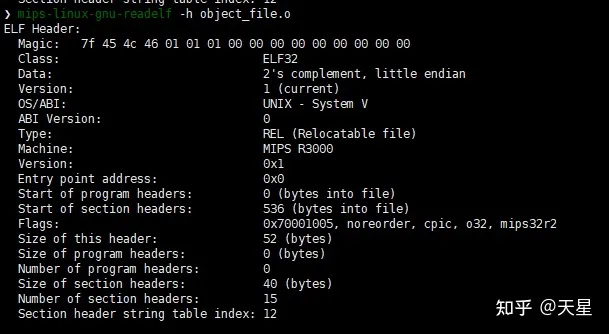 Section header string table index: 12
❯ mips-linux-gnu-readelf -h object_file.o
ELF Header:
Magic: 7f 45 4c 46 01 01 01 00 00 00 00 00 00 00 00 00
Class: ELF32
Data: 2's complement, little endian
Version: 1 (current)
OS/ABI: UNIX - System V
ABI Version: 0
Type: REL (Relocatable file)
Machine: MIPS R3000
Version: 0x1
Entry point address: 0x0
Start of program headers: 0 (bytes into file)
Start of section headers: 536 (bytes into file)
Flags: 0x70001005, noreorder, cpic, o32, mips32r2
Size of this header: 52 (bytes)
Size of program headers: 0 (bytes)
Number of program headers: 0
Size of section headers: 40 (bytes)
Number of section headers: 15
Section header string table index: 12
知乎 @天星